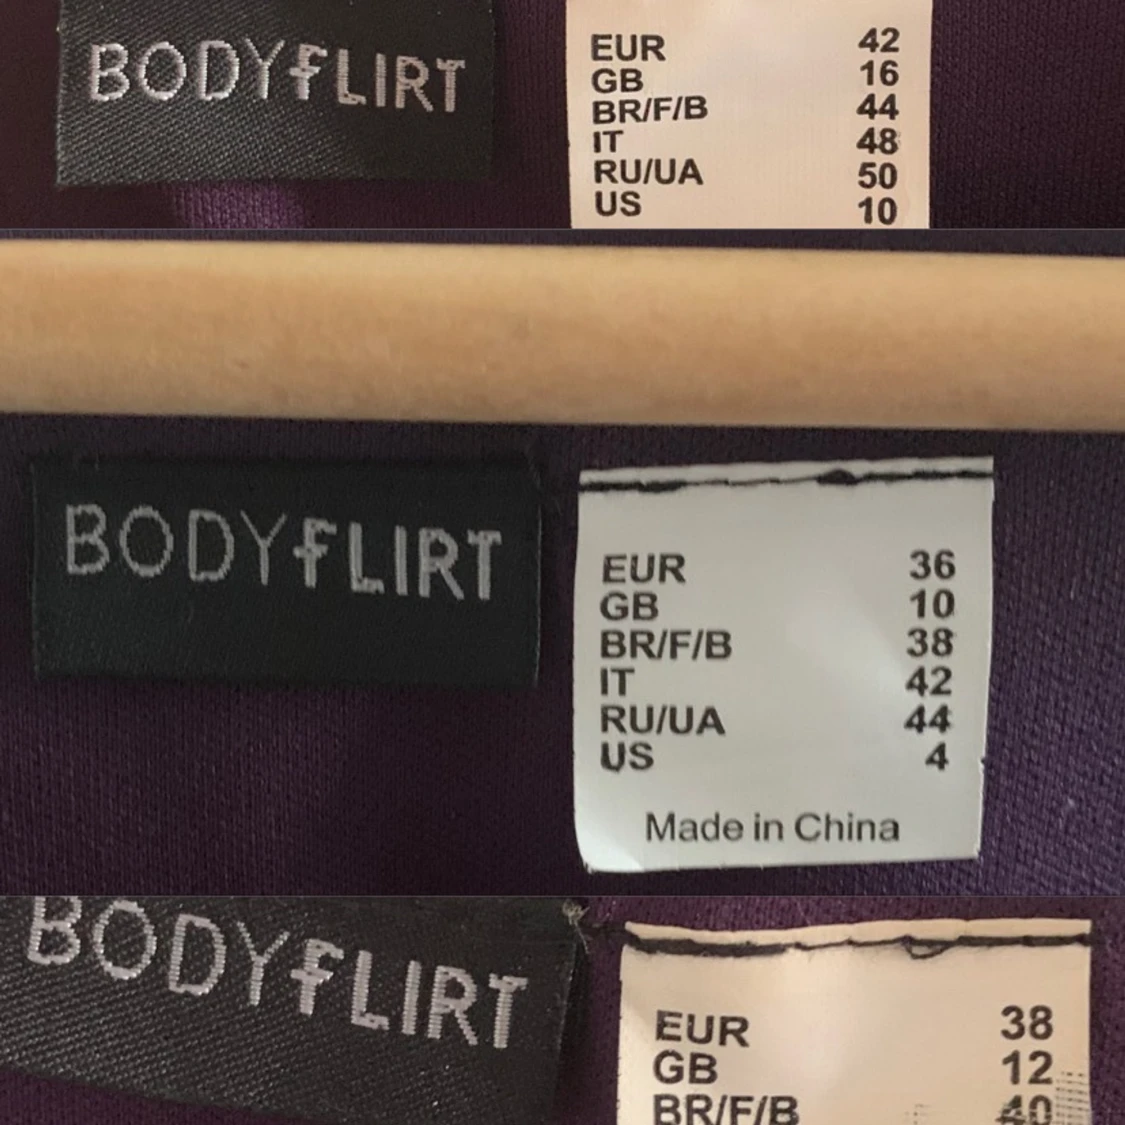 BODYFLIRT
EUR 42
GB 16
BR/F/B 44
IT 48
RU/UA 50
US 10
BODYFLIRT
EUR 36
GB 10
BR/F/B 38
IT 42
RU/UA 44
US 4
Made in China
BODYFLIRT
EUR 38
GB 12
BR/F/B 40